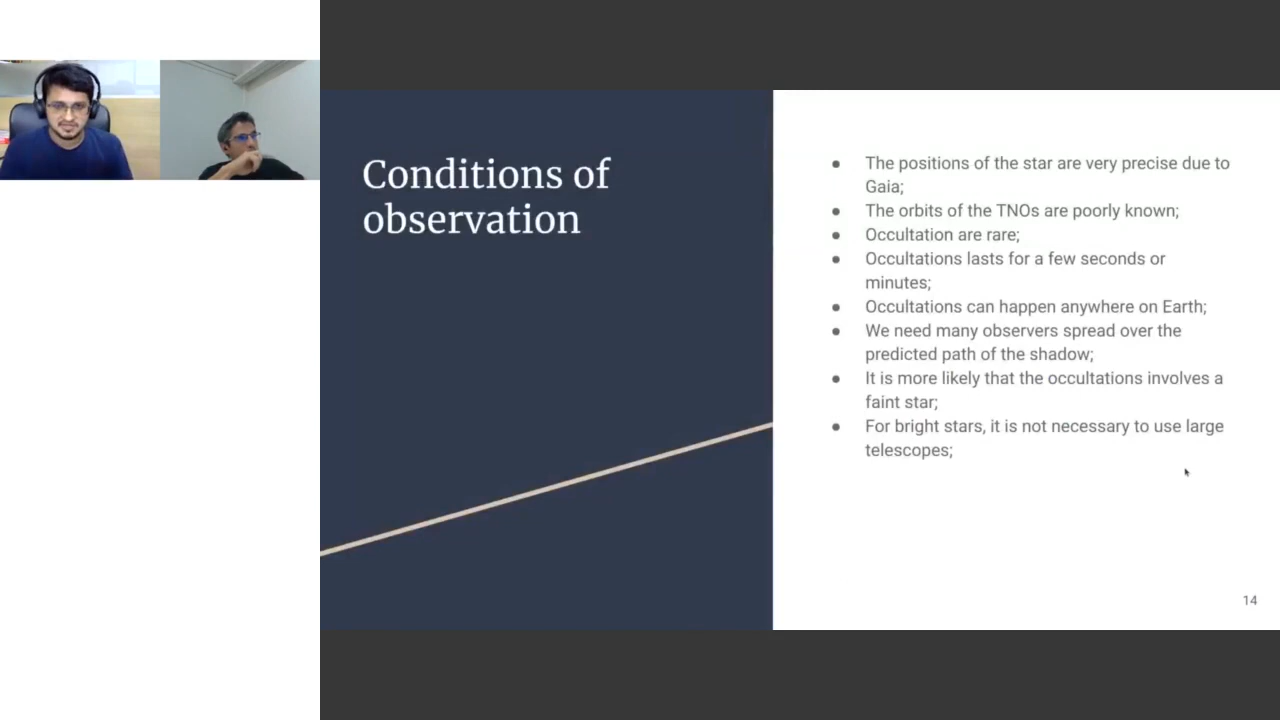 Conditions of
observation
● The positions of the star are very precise due to
Gaia;
● The orbits of the TNOs are poorly known;
● Occultation are rare;
● Occultations lasts for a few seconds or
minutes;
● Occultations can happen anywhere on Earth;
● We need many observers spread over the
predicted path of the shadow;
● It is more likely that the occultations involves a
faint star;
● For bright stars, it is not necessary to use large
telescopes;
14